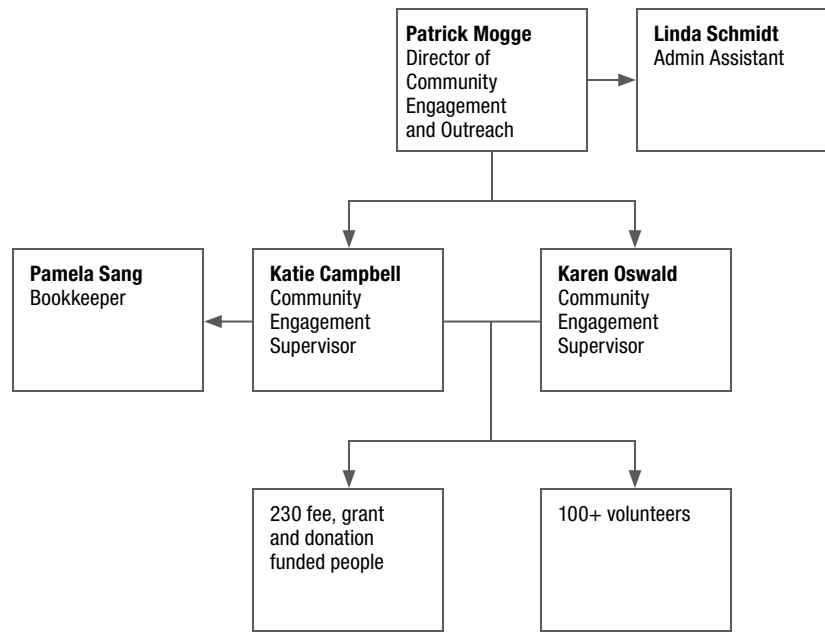 Patrick Mogge
Director of
Community
Engagement
and Outreach
Linda Schmidt
Admin Assistant
Pamela Sang
Bookkeeper
Katie Campbell
Community
Engagement
Supervisor
Karen Oswald
Community
Engagement
Supervisor
230 fee, grant
and donation
funded people
100+ volunteers